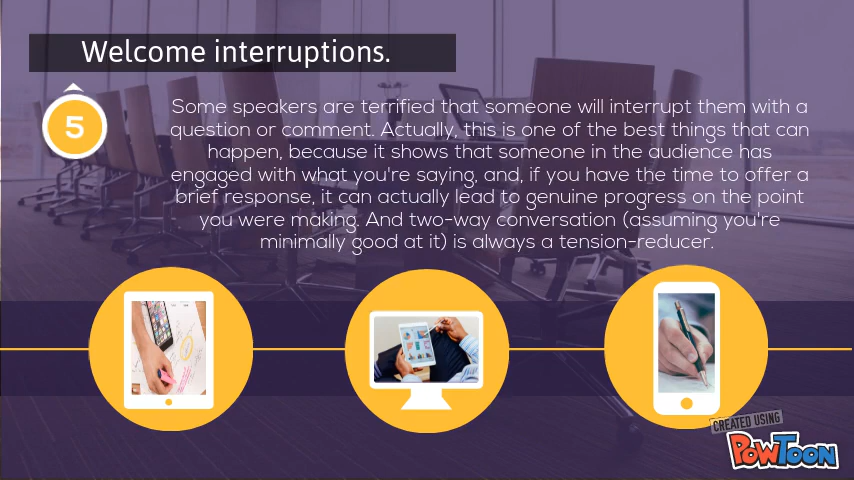 Welcome interruptions.
5
Some speakers are terrified that someone will interrupt them with a
question or comment. Actually, this is one of the best things that can
happen, because it shows that someone in the audience has
engaged with what you're saying, and, if you have the time to offer a
brief response, it can actually lead to genuine progress on the point
you were making. And two-way conversation (assuming you're
minimally good at it) is always a tension-reducer.
CREATED USING
POWTOON